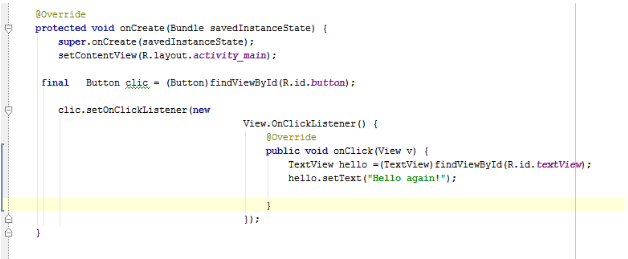 @Override
protected void onCreate(Bundle savedInstanceState) {
super.onCreate(savedInstanceState);
setContentView(R.layout.activity_main);
final Button clic = (Button)findViewById(R.id.button);
clic.setOnClickListener(new
View.OnClickListener() {
@Override
public void onClick(View v) {
TextView hello =(TextView)findViewById(R.id.textView);
hello.setText("Hello again!");
}
});
}